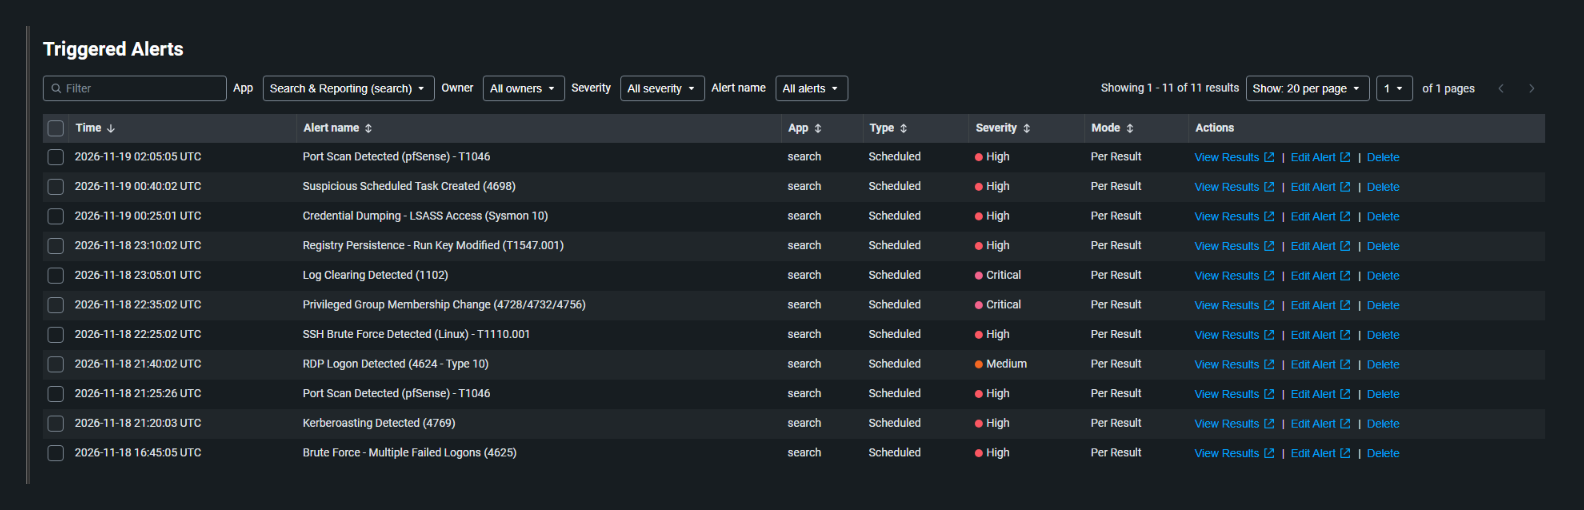 Triggered Alerts
Filter App Search & Reporting (search) Owner All owners Severity All severity Alert name All alerts Showing 1 - 11 of 11 results Show: 20 per page 1 of 1 pages
Time Alert name App Type Severity Mode Actions
2026-11-19 02:05:05 UTC Port Scan Detected (pfSense) - T1046 search Scheduled High Per Result View Results | Edit Alert | Delete
2026-11-19 00:40:02 UTC Suspicious Scheduled Task Created (4698) search Scheduled High Per Result View Results | Edit Alert | Delete
2026-11-19 00:25:01 UTC Credential Dumping - LSASS Access (Sysmon 10) search Scheduled High Per Result View Results | Edit Alert | Delete
2026-11-18 23:10:02 UTC Registry Persistence - Run Key Modified (T1547.001) search Scheduled High Per Result View Results | Edit Alert | Delete
2026-11-18 23:05:01 UTC Log Clearing Detected (1102) search Scheduled Critical Per Result View Results | Edit Alert | Delete
2026-11-18 22:35:02 UTC Privileged Group Membership Change (4728/4732/4756) search Scheduled Critical Per Result View Results | Edit Alert | Delete
2026-11-18 22:25:02 UTC SSH Brute Force Detected (Linux) - T1110.001 search Scheduled High Per Result View Results | Edit Alert | Delete
2026-11-18 21:40:02 UTC RDP Logon Detected (4624 - Type 10) search Scheduled Medium Per Result View Results | Edit Alert | Delete
2026-11-18 21:25:26 UTC Port Scan Detected (pfSense) - T1046 search Scheduled High Per Result View Results | Edit Alert | Delete
2026-11-18 21:20:03 UTC Kerberoasting Detected (4769) search Scheduled High Per Result View Results | Edit Alert | Delete
2026-11-18 16:45:05 UTC Brute Force - Multiple Failed Logons (4625) search Scheduled High Per Result View Results | Edit Alert | Delete